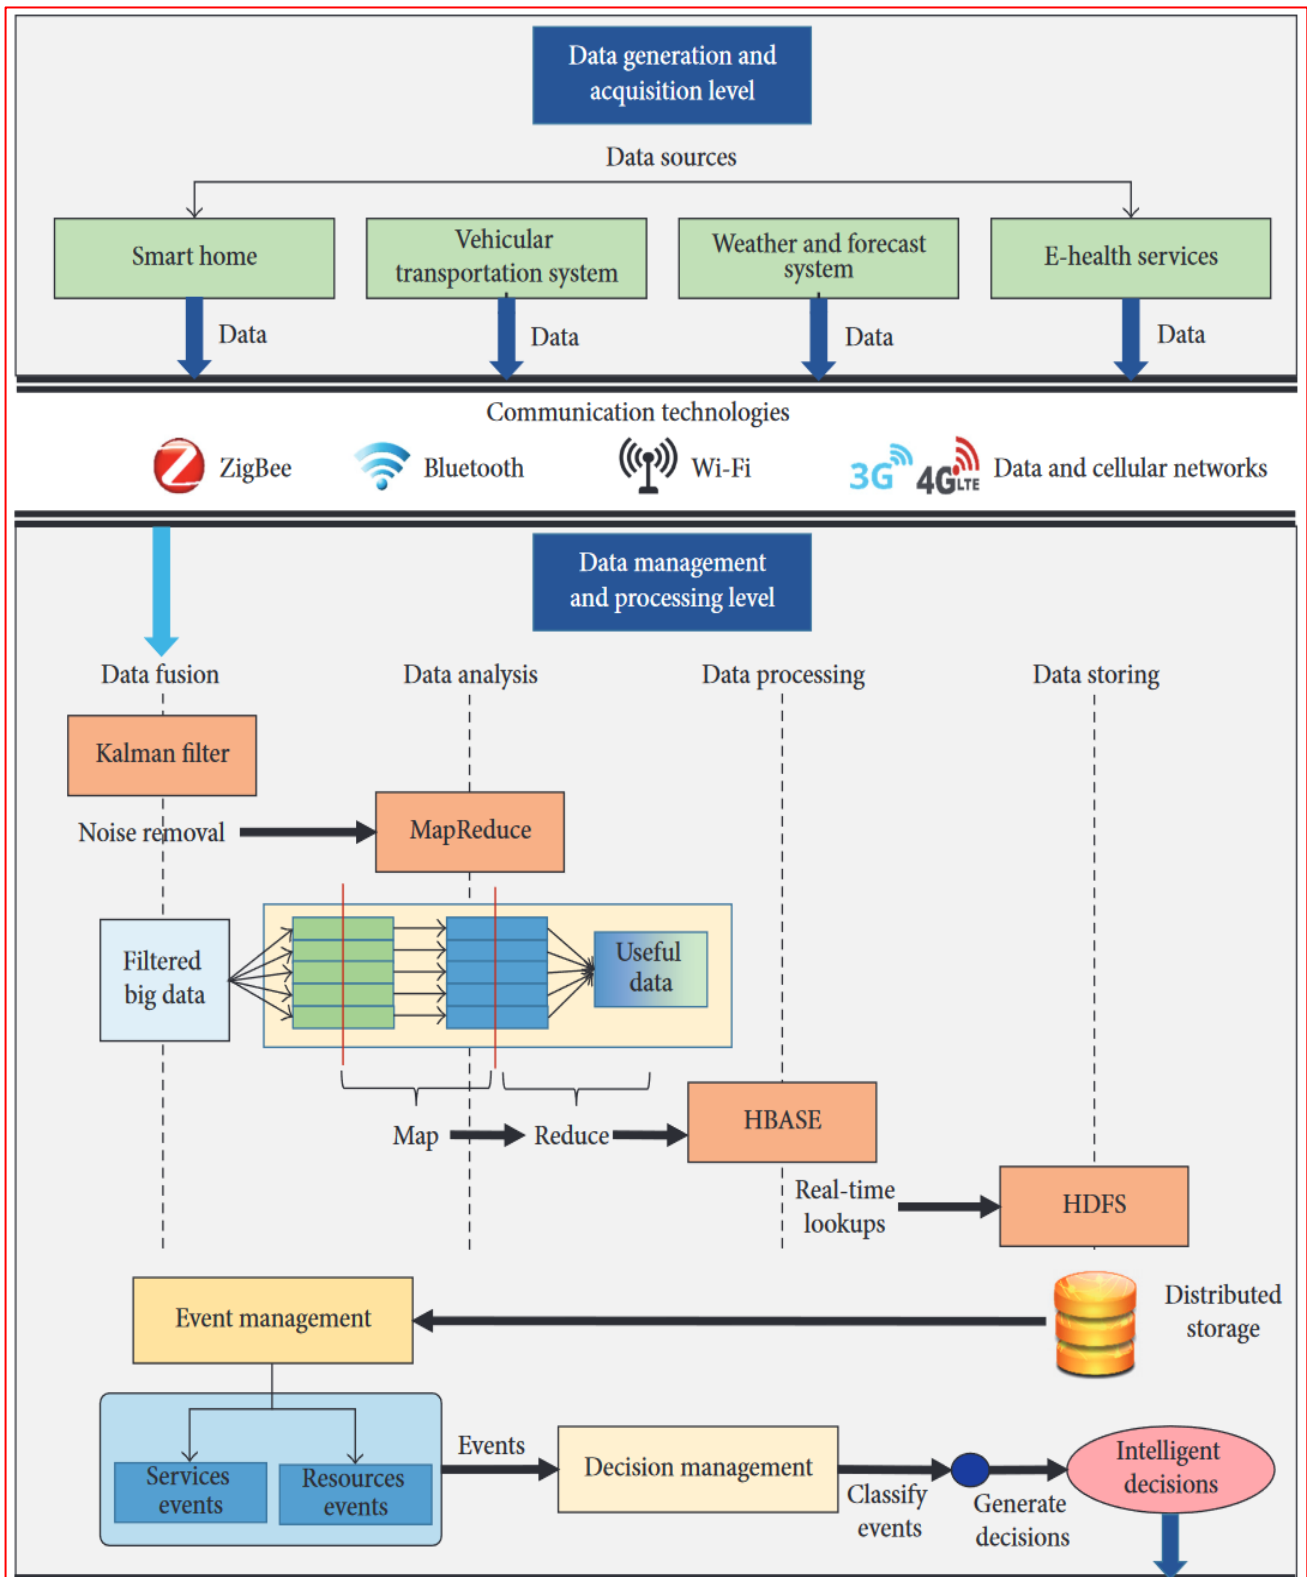 Data generation and
acquisition level
Data sources
Smart home
Vehicular
transportation system
Weather and forecast
system
E-health services
Data
Data
Data
Data
Communication technologies
Z
ZigBee
Bluetooth
Wi-Fi
3G 4G LTE
Data and cellular networks
Data management
and processing level
Data fusion
Data analysis
Data processing
Data storing
Kalman filter
Noise removal
MapReduce
Filtered
big data
Useful
data
Map
Reduce
HBASE
Real-time
lookups
HDFS
Event management
Distributed
storage
Services
events
Resources
events
Events
Decision management
Classify
events
Generate
decisions
Intelligent
decisions